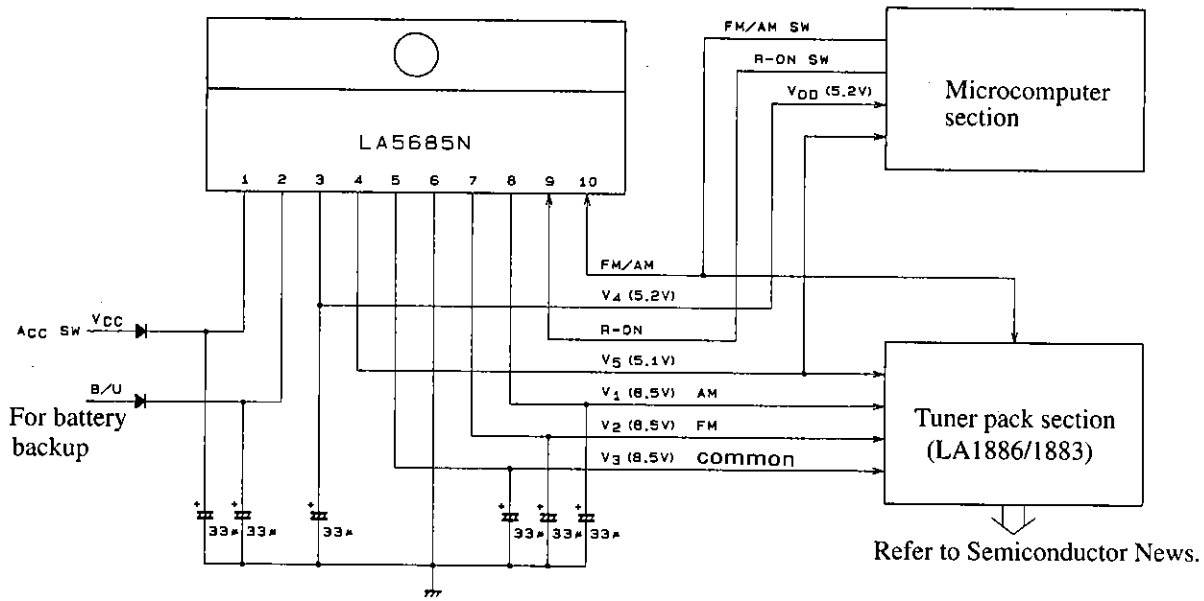 FM/AM SW
R-ON SW
VDD (5.2V)
Microcomputer
section
LA5685N
1 2 3 4 5 6 7 8 9 10
FM/AM
V4 (5.2V)
R-ON
V5 (5.1V)
V1 (8.5V) AM
V2 (8.5V) FM
V3 (8.5V) common
ACC SW VCC
B/U
For battery
backup
Tuner pack section
(LA1886/1883)
+ + + + + +
33μ 33μ 33μ 33μ 33μ 33μ
Refer to Semiconductor News.